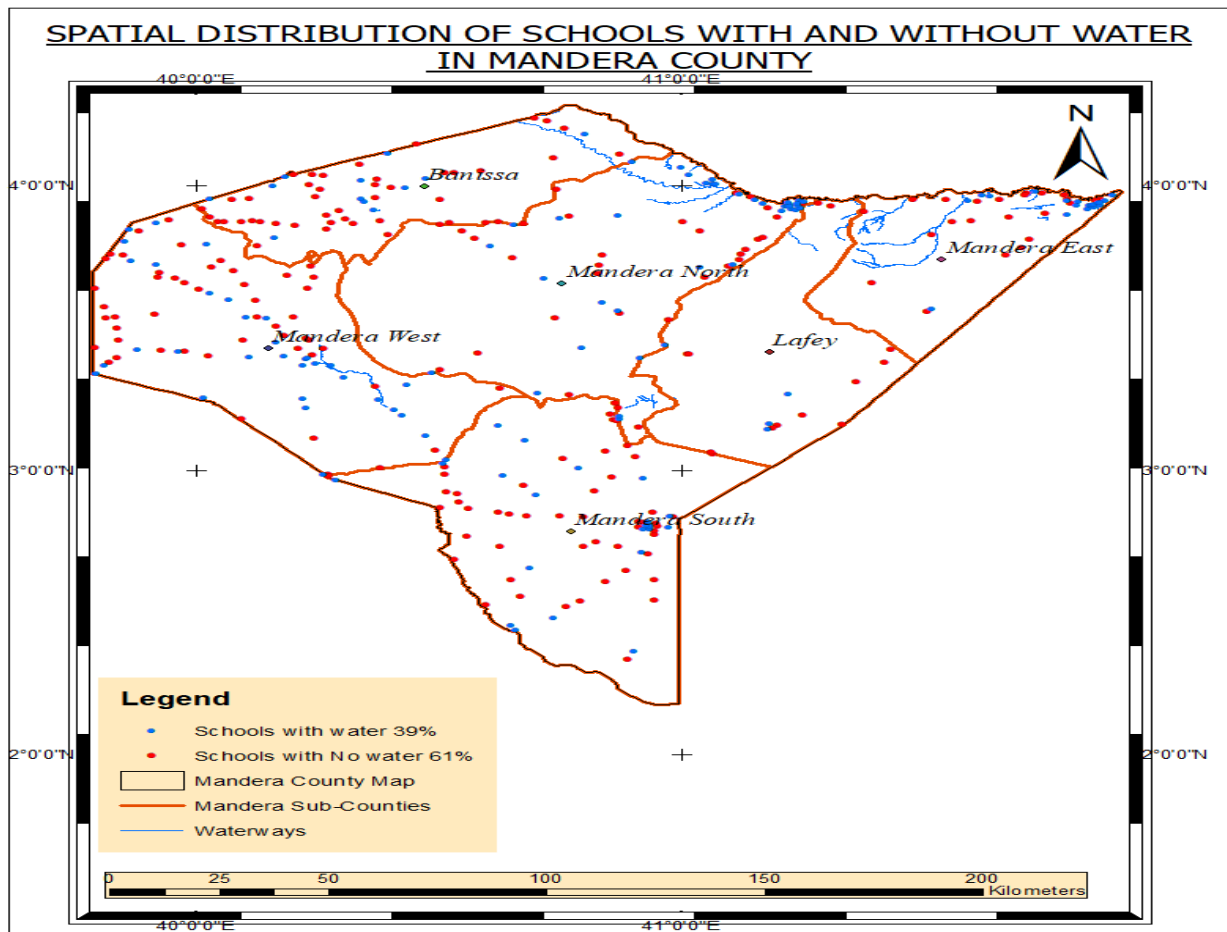 SPATIAL DISTRIBUTION OF SCHOOLS WITH AND WITHOUT WATER
IN MANDERA COUNTY
40°0'0"E
41°0'0"E
N
4°0'0"N
4°0'0"N
Banissa
Mandera East
Mandera North
Mandera West
Lafey
3°0'0"N
3°0'0"N
Mandera South
Legend
Schools with water 39%
Schools with No water 61%
Mandera County Map
Mandera Sub-Counties
Waterways
2°0'0"N
2°0'0"N
0 25 50 100 150 200
Kilometers
40°0'0"E
41°0'0"E